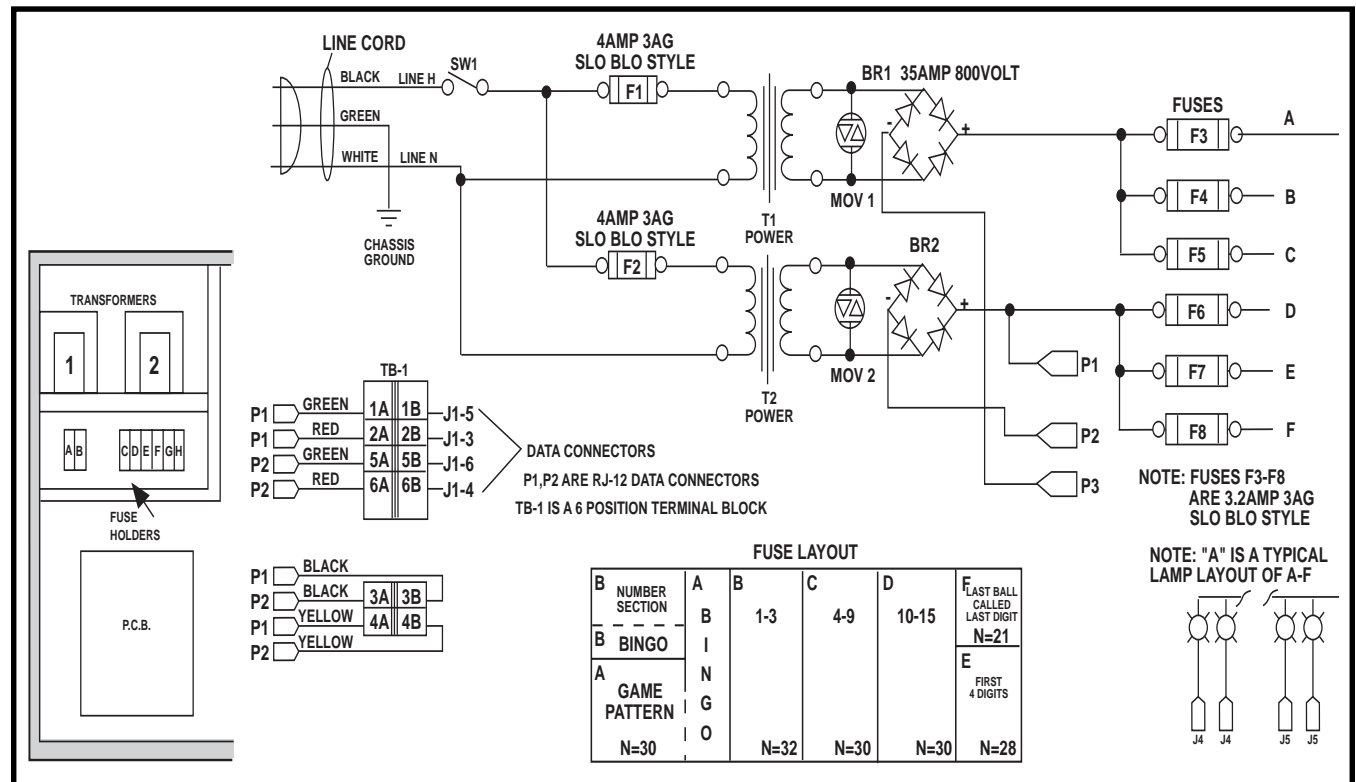 LINE CORD
BLACK LINE H
SW1
GREEN
WHITE LINE N
CHASSIS
GROUND
4AMP 3AG
SLO BLO STYLE
F1
4AMP 3AG
SLO BLO STYLE
F2
T1
POWER
T2
POWER
BR1 35AMP 800VOLT
-
+
MOV 1
BR2
-
+
MOV 2
FUSES
F3 A
F4 B
F5 C
F6 D
F7 E
F8 F
P1
P2
P3
NOTE: FUSES F3-F8
ARE 3.2AMP 3AG
SLO BLO STYLE
NOTE: "A" IS A TYPICAL
LAMP LAYOUT OF A-F
J4 J4 J5 J5
TRANSFORMERS
1 2
A B C D E F G H
FUSE
HOLDERS
P.C.B.
TB-1
P1 GREEN 1A 1B J1-5
P1 RED 2A 2B J1-3
P2 GREEN 5A 5B J1-6
P2 RED 6A 6B J1-4
DATA CONNECTORS
P1,P2 ARE RJ-12 DATA CONNECTORS
TB-1 IS A 6 POSITION TERMINAL BLOCK
P1 BLACK
P2 BLACK 3A 3B
P1 YELLOW 4A 4B
P2 YELLOW
FUSE LAYOUT
B NUMBER
SECTION
B BINGO
A
GAME
PATTERN
N=30
A
B
I
N
G
O
B
1-3
N=32
C
4-9
N=30
D
10-15
N=30
F LAST BALL
CALLED
LAST DIGIT
N=21
E
FIRST
4 DIGITS
N=28